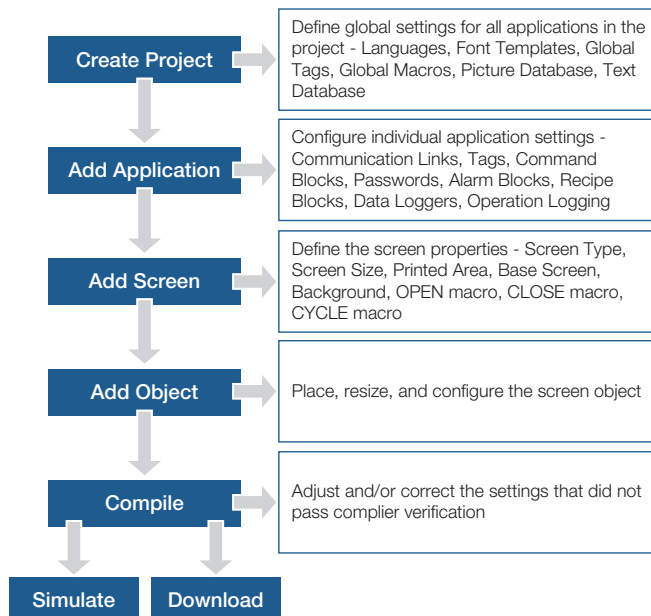 Create Project
Define global settings for all applications in the
project - Languages, Font Templates, Global
Tags, Global Macros, Picture Database, Text
Database
Add Application
Configure individual application settings -
Communication Links, Tags, Command
Blocks, Passwords, Alarm Blocks, Recipe
Blocks, Data Loggers, Operation Logging
Add Screen
Define the screen properties - Screen Type,
Screen Size, Printed Area, Base Screen,
Background, OPEN macro, CLOSE macro,
CYCLE macro
Add Object
Place, resize, and configure the screen object
Compile
Adjust and/or correct the settings that did not
pass complier verification
Simulate
Download